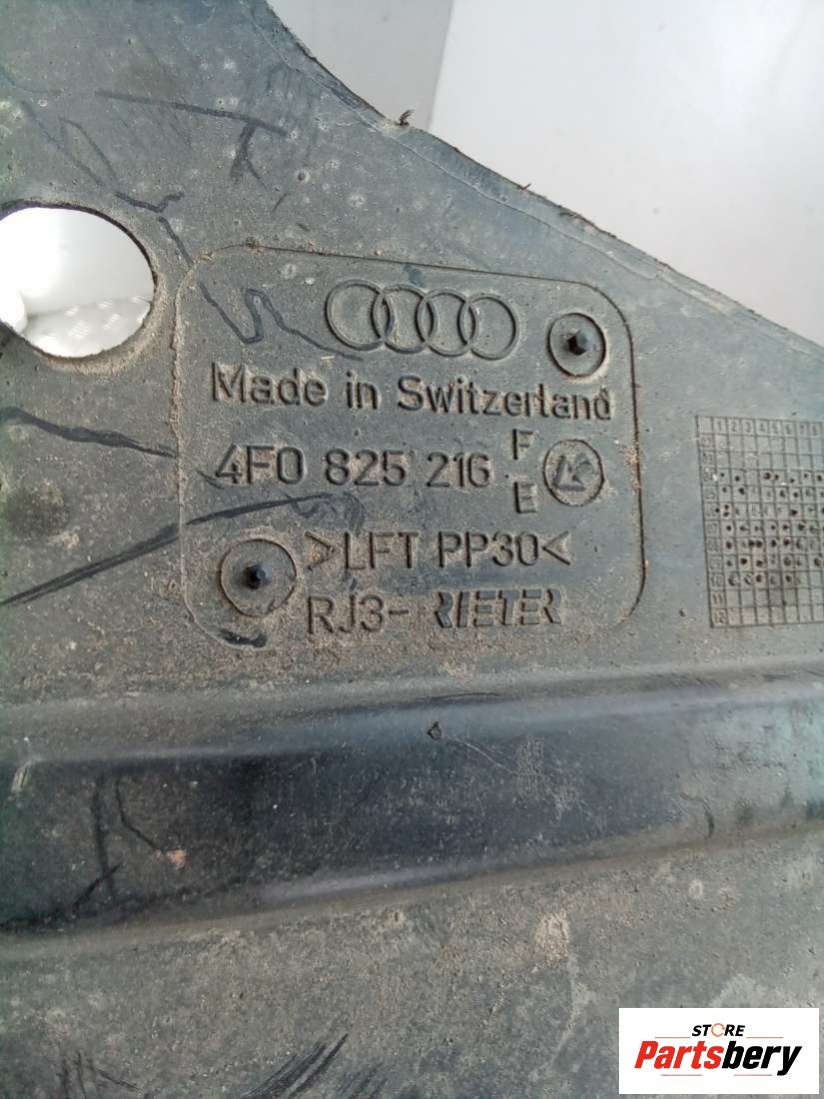 Made in Switzerland
4F0 825 216 F E
>LFT PP30<
RJ3- RIETER
STORE
Partsbery